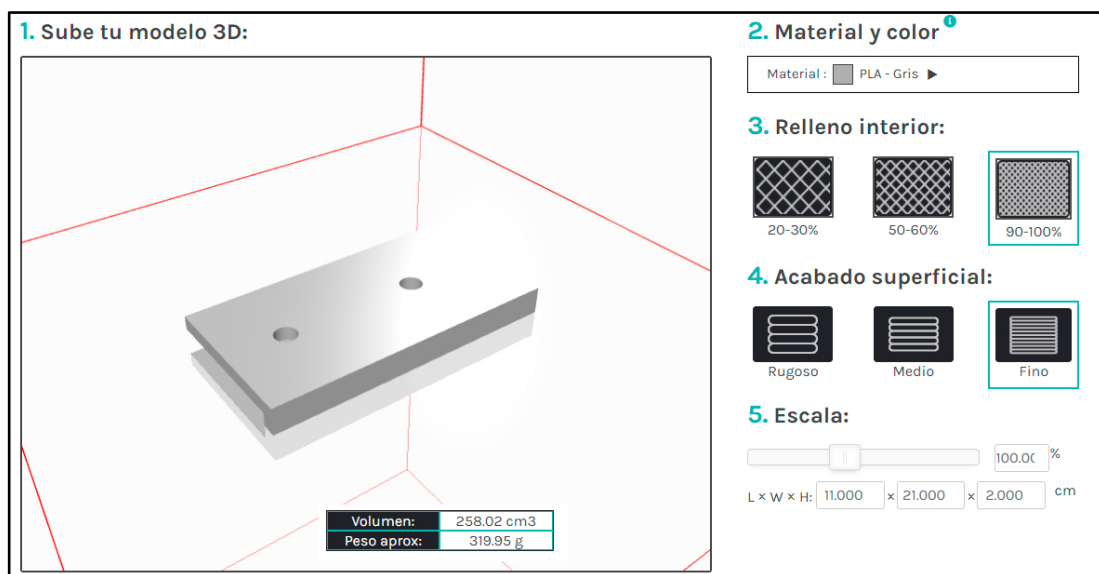 1. Sube tu modelo 3D:
Volumen: 258.02 cm3
Peso aprox: 319.95 g
2. Material y color i
Material : PLA - Gris
3. Relleno interior:
20-30% 50-60% 90-100%
4. Acabado superficial:
Rugoso Medio Fino
5. Escala:
100.00 %
L × W × H: 11.000 × 21.000 × 2.000 cm